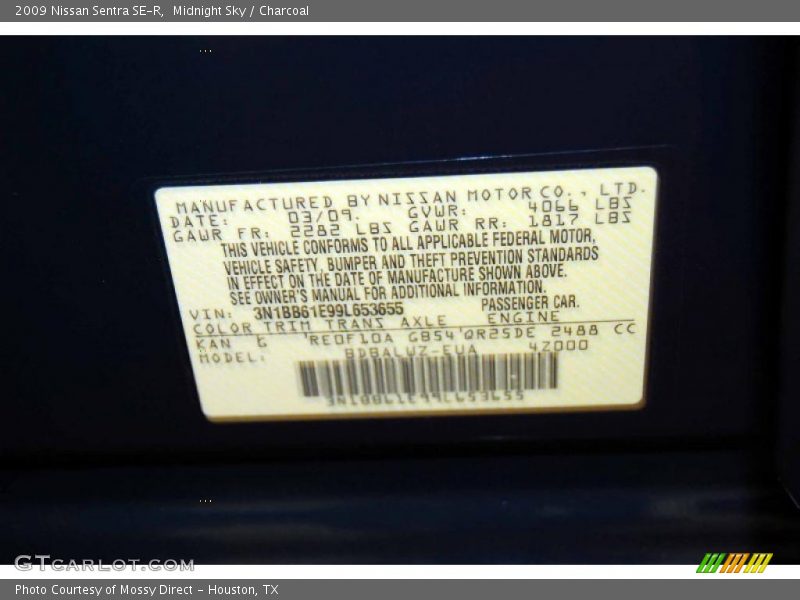 2009 Nissan Sentra SE-R,  Midnight Sky / Charcoal
MANUFACTURED BY NISSAN MOTOR CO., LTD.
DATE: 03/09. GVWR: 4066 LBS
GAWR FR: 2282 LBS GAWR RR: 1817 LBS
THIS VEHICLE CONFORMS TO ALL APPLICABLE FEDERAL MOTOR,
VEHICLE SAFETY, BUMPER AND THEFT PREVENTION STANDARDS
IN EFFECT ON THE DATE OF MANUFACTURE SHOWN ABOVE.
SEE OWNER'S MANUAL FOR ADDITIONAL INFORMATION.
VIN: 3N1BB61E99L653655 PASSENGER CAR.
COLOR TRIM TRANS AXLE ENGINE
KAN G RE0F10A GB54 QR25DE 2488 CC
MODEL: BDBALWZ-EUA 4Z000
3N1BB61E99L653655
GTCARLOT.COM
Photo Courtesy of Mossy Direct - Houston, TX